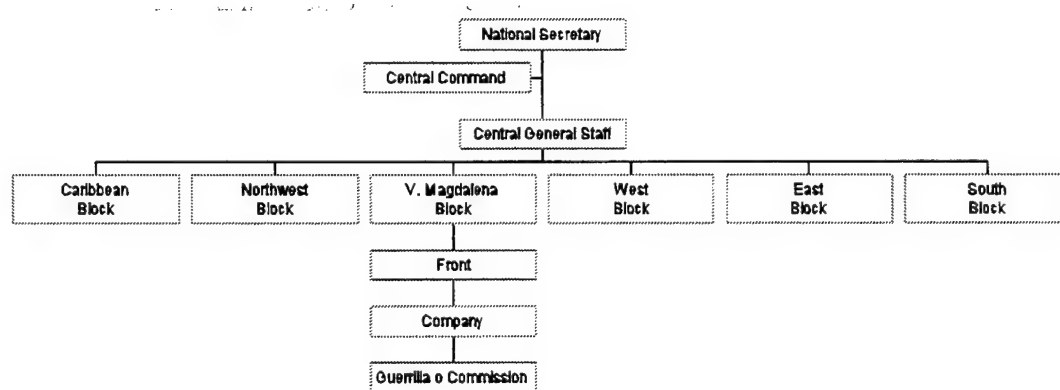 National Secretary
Central Command
Central General Staff
Caribbean
Block
Northwest
Block
V. Magdalena
Block
West
Block
East
Block
South
Block
Front
Company
Guerrilla o Commission